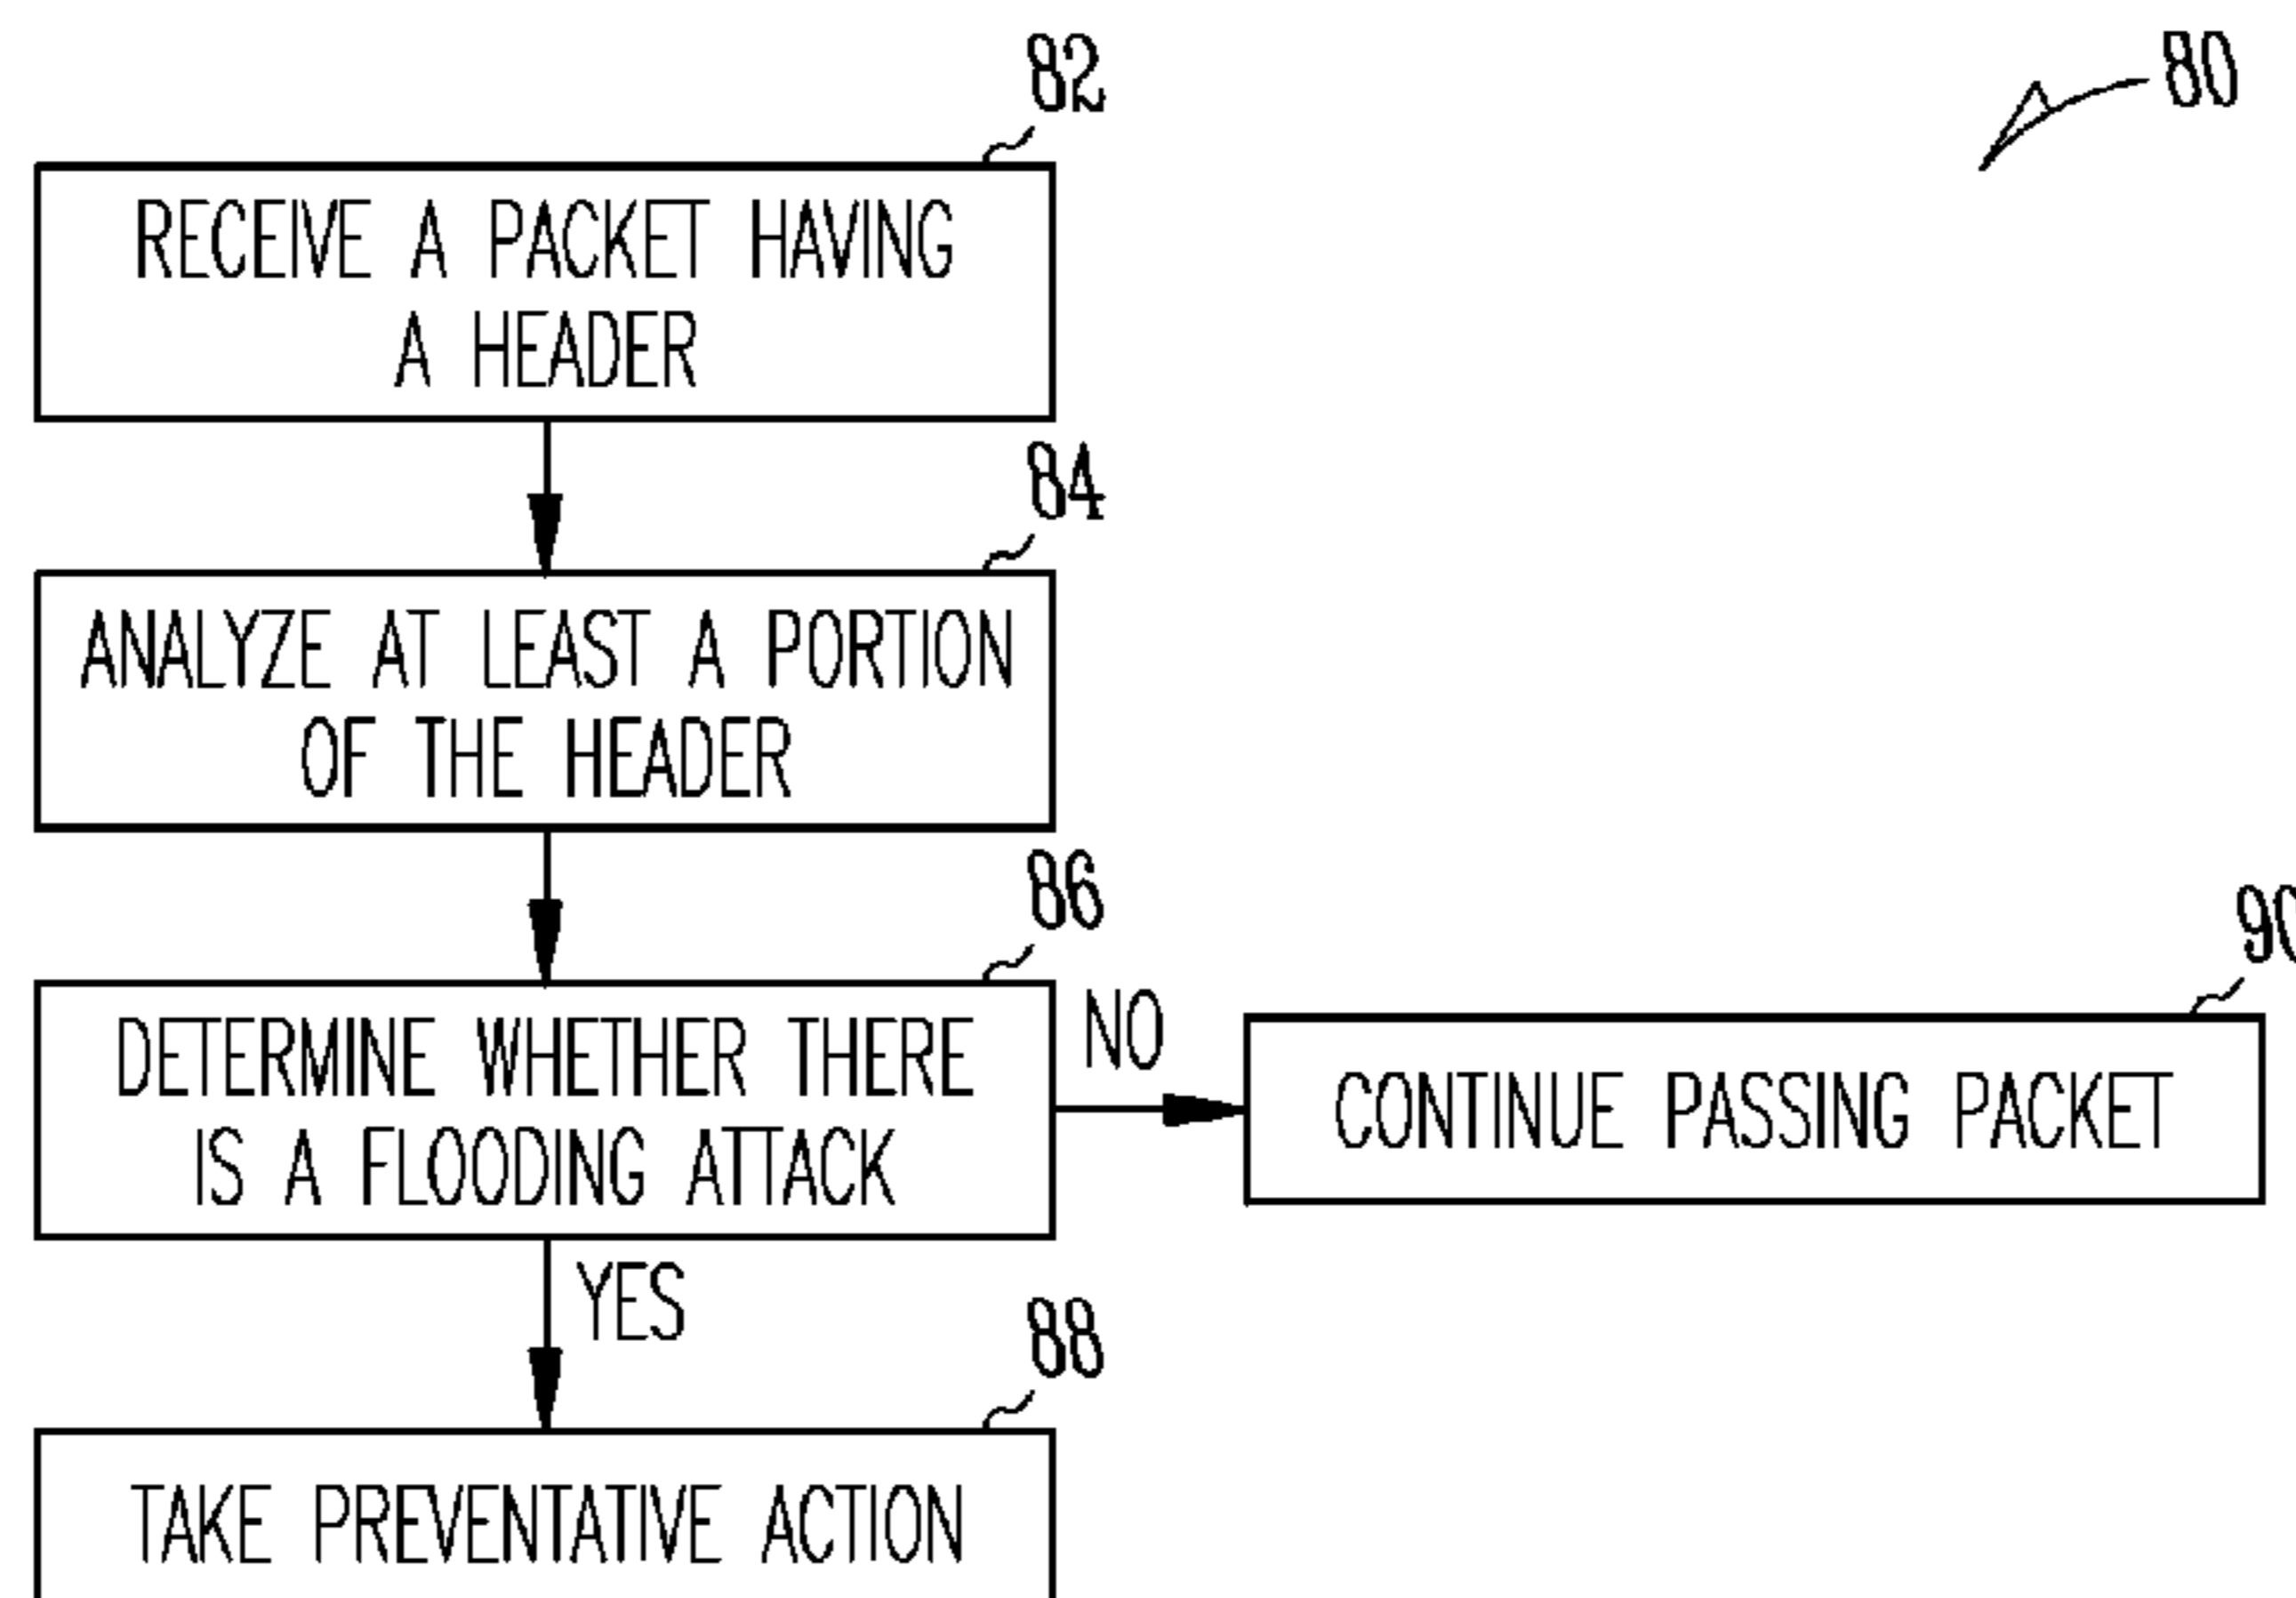 80
82
RECEIVE A PACKET HAVING
A HEADER
84
ANALYZE AT LEAST A PORTION
OF THE HEADER
86
DETERMINE WHETHER THERE
IS A FLOODING ATTACK
NO
90
CONTINUE PASSING PACKET
YES
88
TAKE PREVENTATIVE ACTION